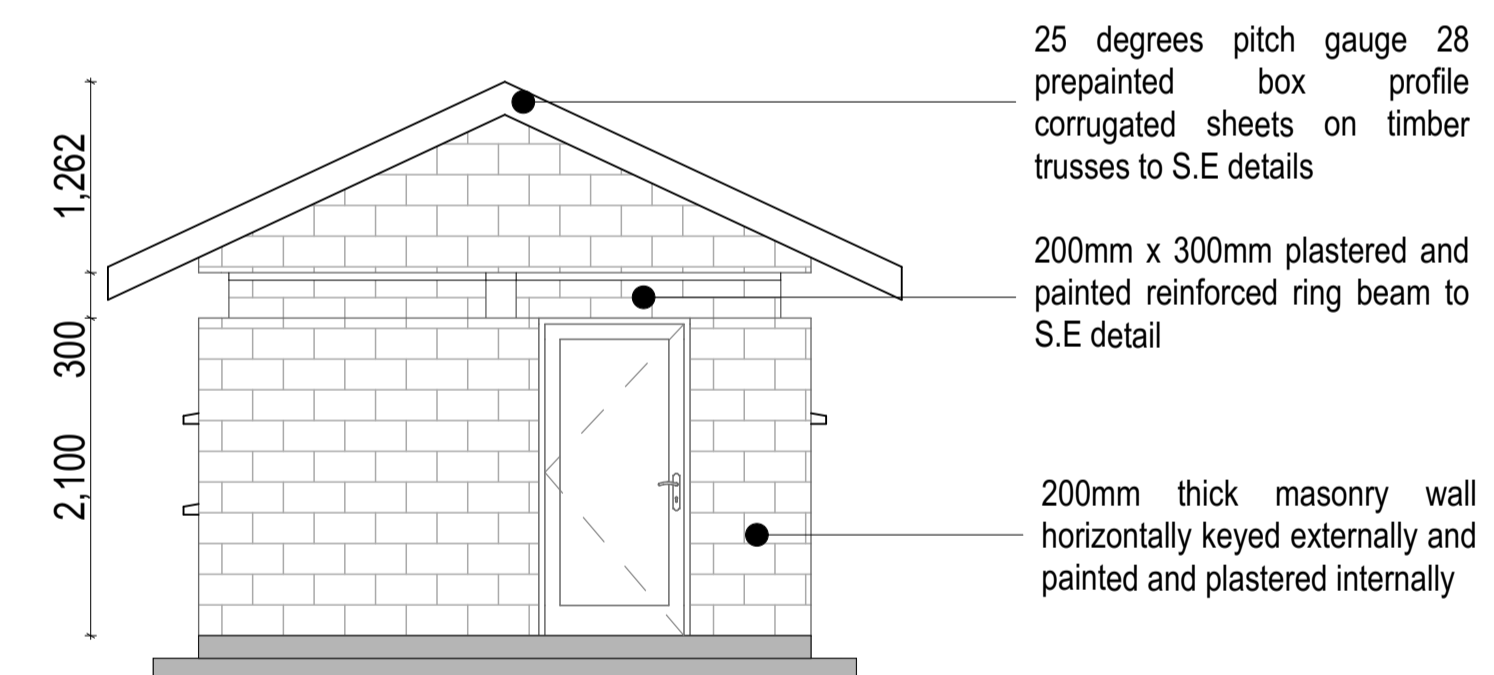 25 degrees pitch gauge 28
prepainted box profile
corrugated sheets on timber
trusses to S.E details
1,262
200mm x 300mm plastered and
painted reinforced ring beam to
S.E detail
300
2,100
200mm thick masonry wall
horizontally keyed externally and
painted and plastered internally